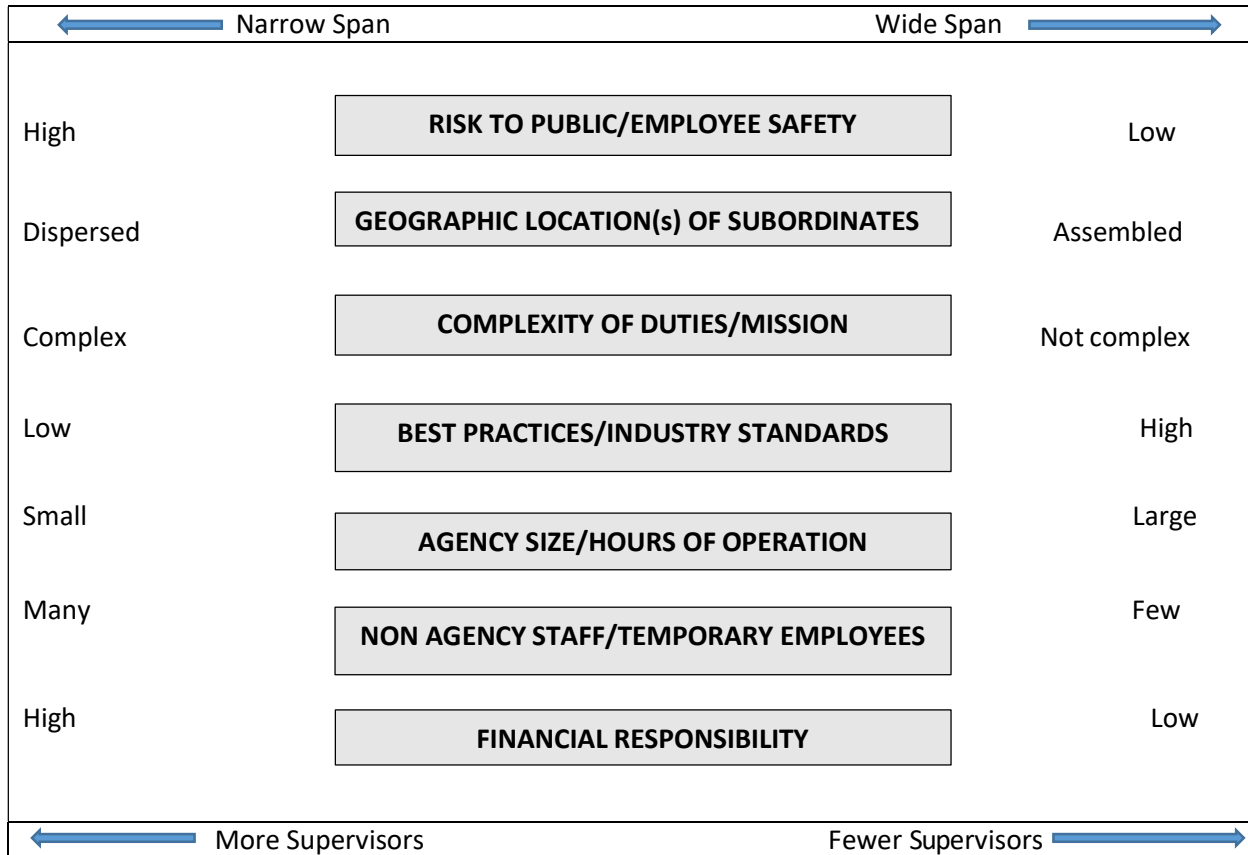 Narrow Span Wide Span
High RISK TO PUBLIC/EMPLOYEE SAFETY Low
Dispersed GEOGRAPHIC LOCATION(s) OF SUBORDINATES Assembled
Complex COMPLEXITY OF DUTIES/MISSION Not complex
Low BEST PRACTICES/INDUSTRY STANDARDS High
Small AGENCY SIZE/HOURS OF OPERATION Large
Many NON AGENCY STAFF/TEMPORARY EMPLOYEES Few
High FINANCIAL RESPONSIBILITY Low
More Supervisors Fewer Supervisors